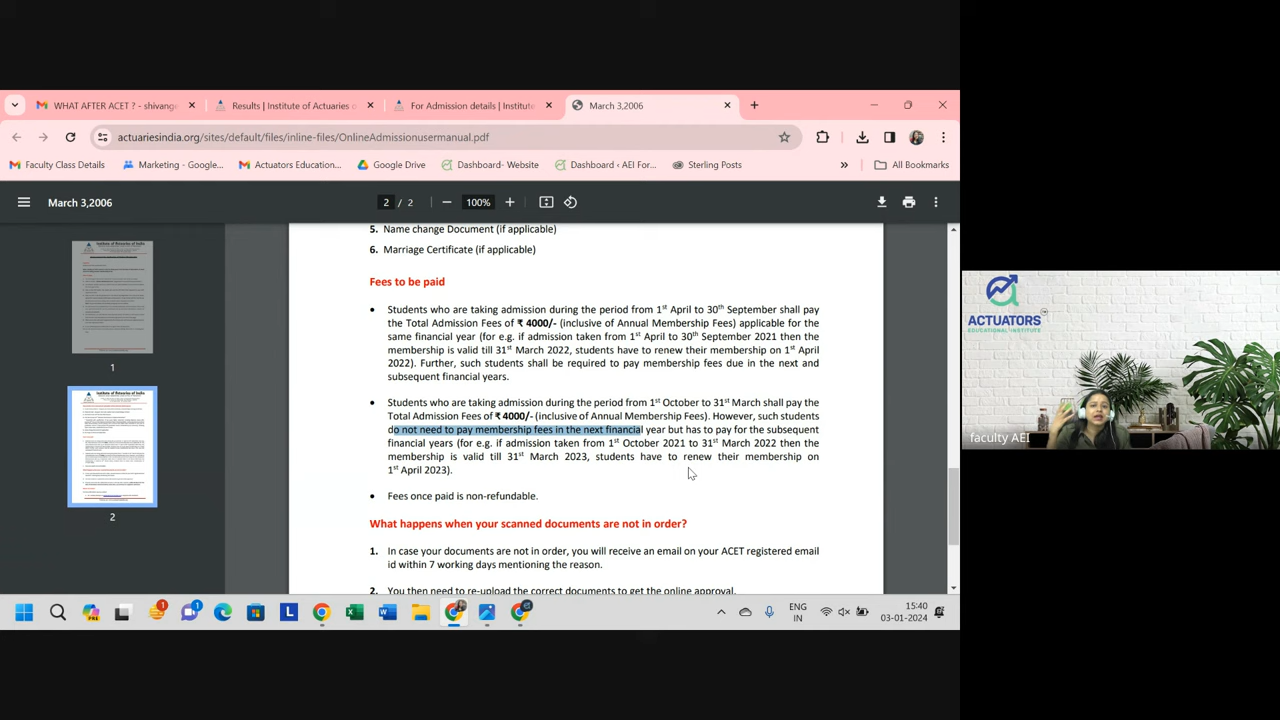 WHAT AFTER ACET ? - shivange
Results | Institute of Actuaries o
For Admission details | Institute
March 3,2006
actuariesindia.org/sites/default/files/inline-files/OnlineAdmissionusermanual.pdf
Faculty Class Details
Marketing - Google...
Actuators Education...
Google Drive
Dashboard- Website
Dashboard ‹ AEI For...
Sterling Posts
»
All Bookmarks
March 3,2006
2 / 2
100%
5. Name change Document (if applicable)
6. Marriage Certificate (if applicable)
Fees to be paid
• Students who are taking admission during the period from 1st April to 30th September shall pay
the Total Admission Fees of ₹ 4000/- (inclusive of Annual Membership Fees) applicable for the
same financial year (for e.g. if admission taken from 1st April to 30th September 2021 then the
membership is valid till 31st March 2022, students have to renew their membership on 1st April
2022). Further, such students shall be required to pay membership fees due in the next and
subsequent financial years.
• Students who are taking admission during the period from 1st October to 31st March shall pay the
Total Admission Fees of ₹ 4000/- (inclusive of Annual Membership Fees). However, such students
do not need to pay membership fees in the next financial year but has to pay for the subsequent
financial years (for e.g. if admission taken from 1st October 2021 to 31st March 2022 then the
membership is valid till 31st March 2023, students have to renew their membership on
1st April 2023).
• Fees once paid is non-refundable.
What happens when your scanned documents are not in order?
1. In case your documents are not in order, you will receive an email on your ACET registered email
id within 7 working days mentioning the reason.
2. You then need to re-upload the correct documents to get the online approval.
1
2
ACTUATORS
EDUCATIONAL INSTITUTE
faculty AEI
ENG
IN
15:40
03-01-2024